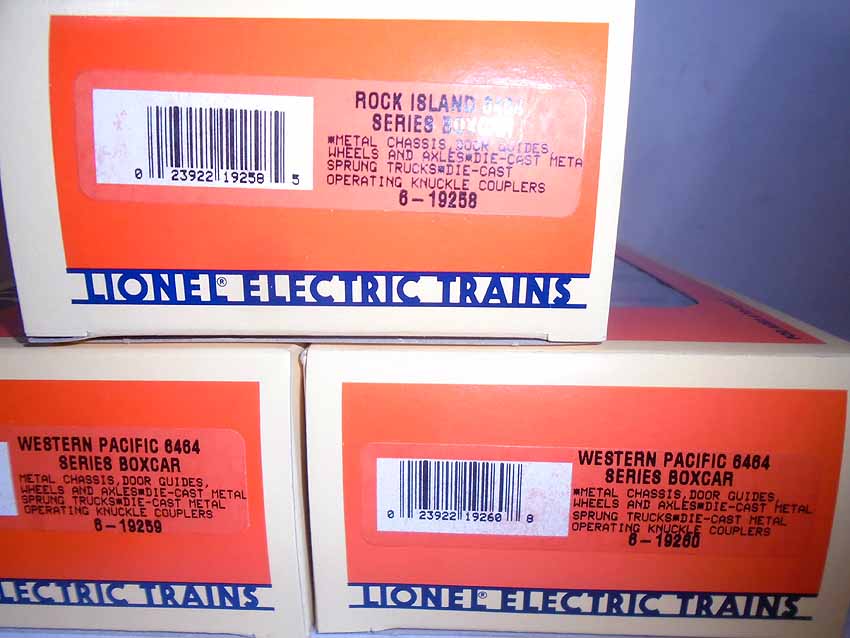 ROCK ISLAND 6464
SERIES BOXCAR
*METAL CHASSIS,DOOR GUIDES,
WHEELS AND AXLES*DIE-CAST META
SPRUNG TRUCKS*DIE-CAST
OPERATING KNUCKLE COUPLERS
6-19258
0 23922 19258 5
LIONEL® ELECTRIC TRAINS
WESTERN PACIFIC 6464
SERIES BOXCAR
METAL CHASSIS,DOOR GUIDES,
WHEELS AND AXLES*DIE-CAST METAL
SPRUNG TRUCKS*DIE-CAST METAL
OPERATING KNUCKLE COUPLERS
6-19259
LECTRIC TRAINS
WESTERN PACIFIC 6464
SERIES BOXCAR
*METAL CHASSIS,DOOR GUIDES,
WHEELS AND AXLES*DIE-CAST METAL
SPRUNG TRUCKS*DIE-CAST METAL
OPERATING KNUCKLE COUPLERS
6-19260
0 23922 19260 8
LIONEL® ELECTRIC TRAINS